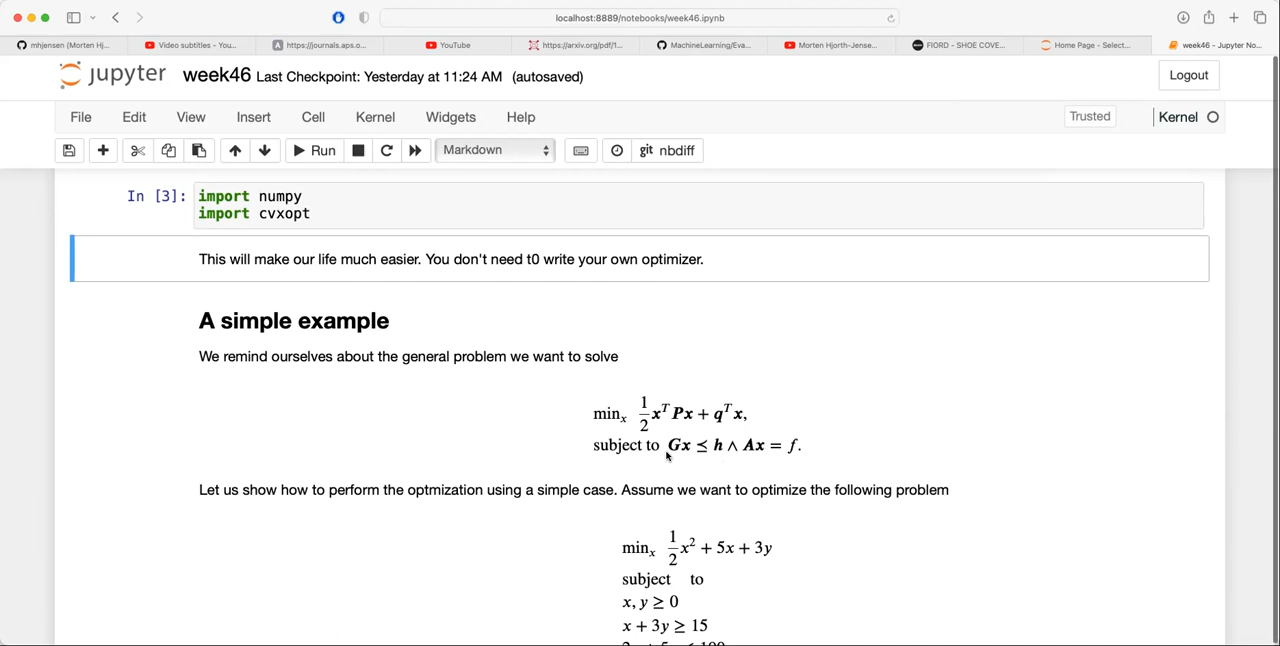 localhost:8889/notebooks/week46.ipynb
mhjensen (Morten Hj... Video subtitles - You... https://journals.aps.o... YouTube https://arxiv.org/pdf/1... MachineLearning/Eva... Morten Hjorth-Jense... FIORD - SHOE COVE... Home Page - Select... week46 - Jupyter No...
jupyter week46 Last Checkpoint: Yesterday at 11:24 AM (autosaved) Logout
File Edit View Insert Cell Kernel Widgets Help Trusted Kernel
Run Markdown git nbdiff
In [3]: import numpy
import cvxopt
This will make our life much easier. You don't need t0 write your own optimizer.
A simple example
We remind ourselves about the general problem we want to solve
minₓ 1/2 xᵀPx + qᵀx,
subject to Gx ⪯ h ∧ Ax = f.
Let us show how to perform the optmization using a simple case. Assume we want to optimize the following problem
minₓ 1/2 x² + 5x + 3y
subject to
x, y ≥ 0
x + 3y ≥ 15